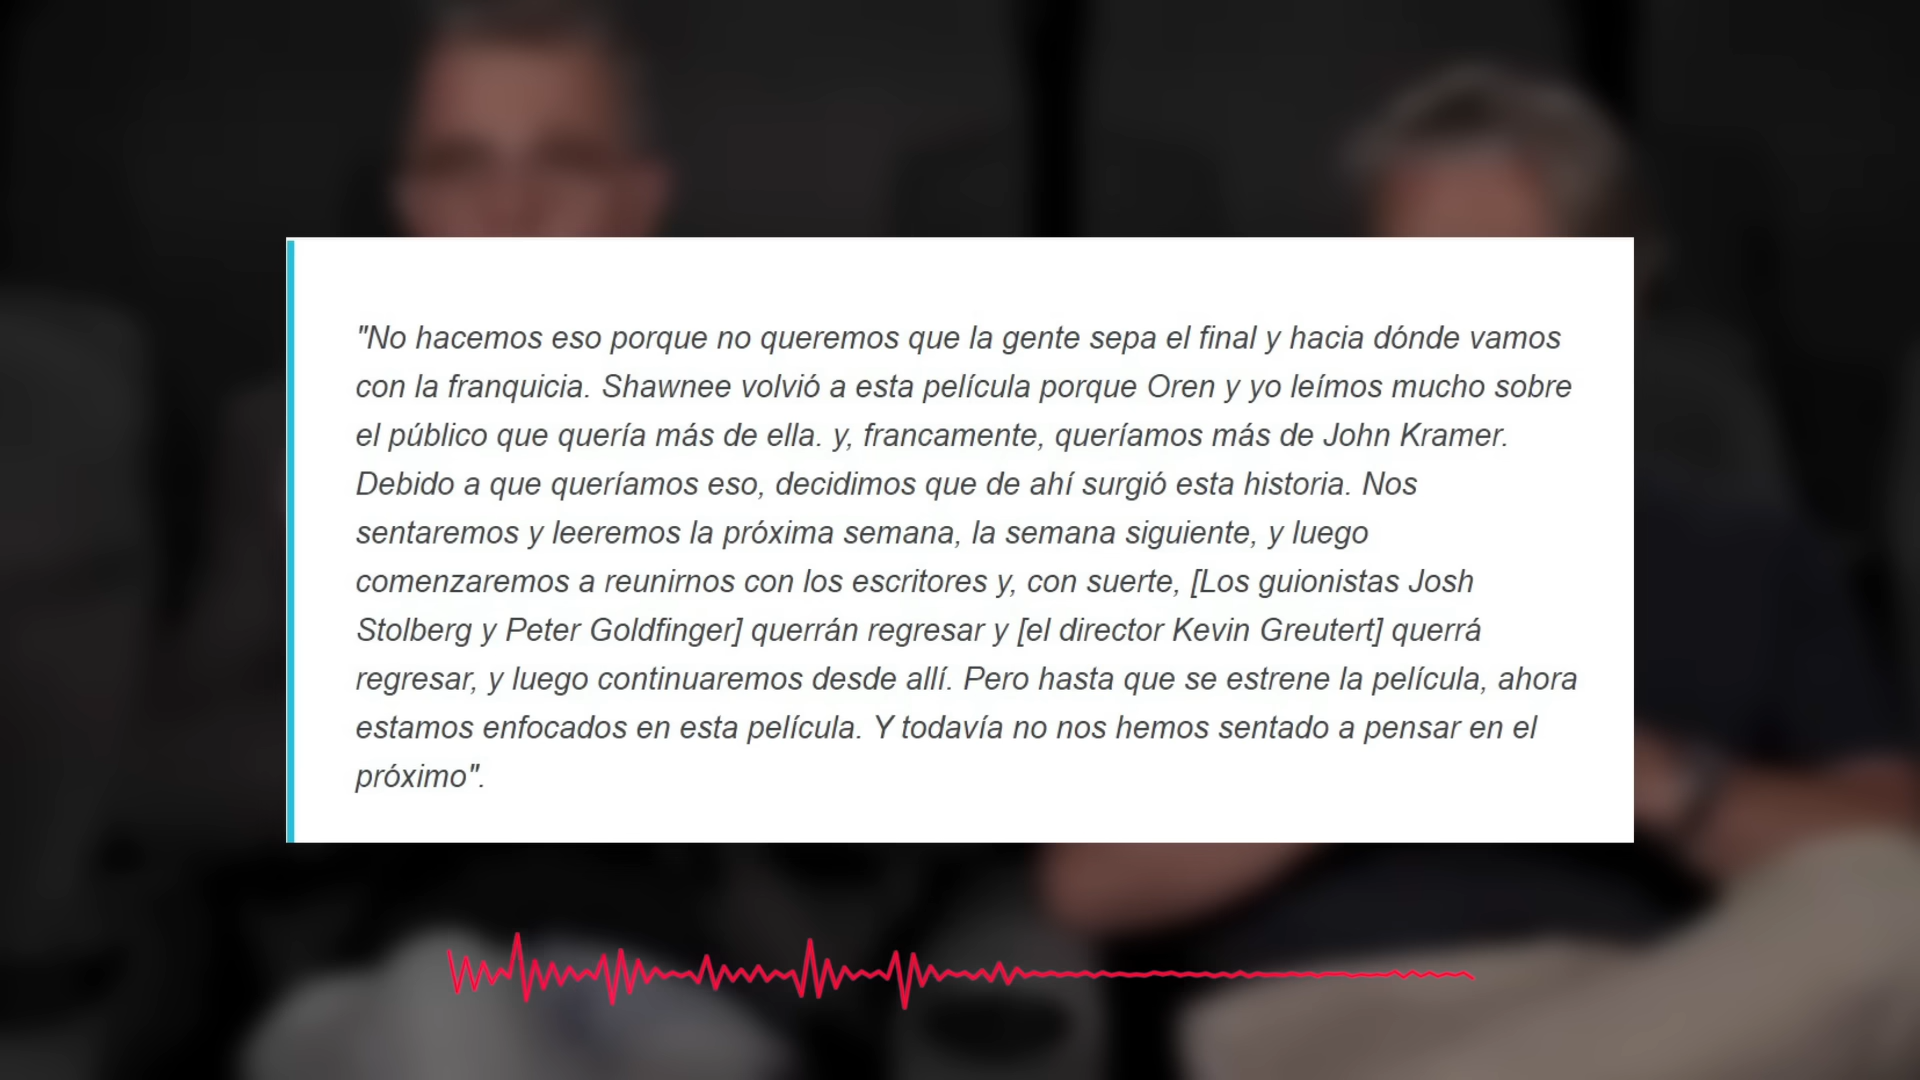 "No hacemos eso porque no queremos que la gente sepa el final y hacia dónde vamos
con la franquicia. Shawnee volvió a esta película porque Oren y yo leímos mucho sobre
el público que quería más de ella. y, francamente, queríamos más de John Kramer.
Debido a que queríamos eso, decidimos que de ahí surgió esta historia. Nos
sentaremos y leeremos la próxima semana, la semana siguiente, y luego
comenzaremos a reunirnos con los escritores y, con suerte, [Los guionistas Josh
Stolberg y Peter Goldfinger] querrán regresar y [el director Kevin Greutert] querrá
regresar, y luego continuaremos desde allí. Pero hasta que se estrene la película, ahora
estamos enfocados en esta película. Y todavía no nos hemos sentado a pensar en el
próximo".